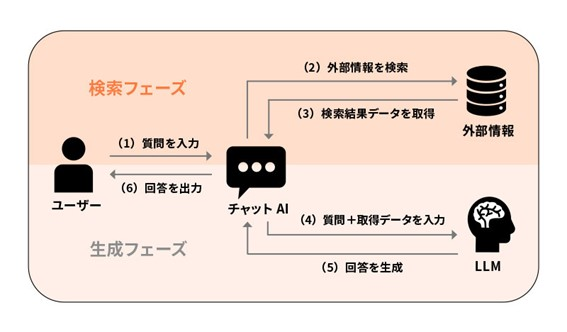 (2) 外部情報を検索
検索フェーズ
(3) 検索結果データを取得
外部情報
(1) 質問を入力
(6) 回答を出力
ユーザー
チャット AI
(4) 質問+取得データを入力
生成フェーズ
(5) 回答を生成
LLM